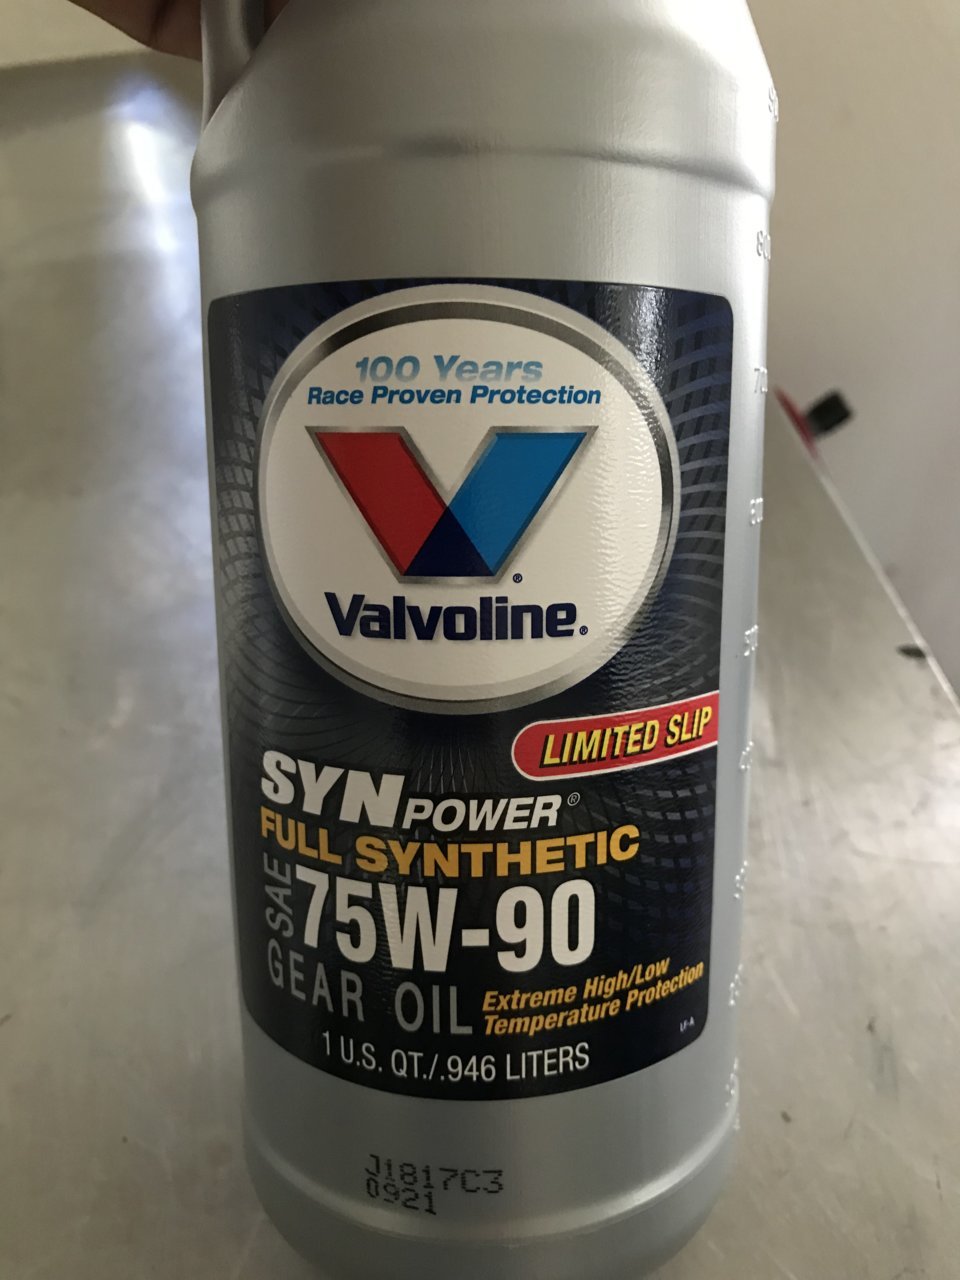 100 Years
Race Proven Protection
®
Valvoline®
LIMITED SLIP
SYNPOWER®
FULL SYNTHETIC
SAE 75W-90
GEAR OIL
Extreme High/Low
Temperature Protection
LF-A
1 U.S. QT./.946 LITERS
J1817C3
0921